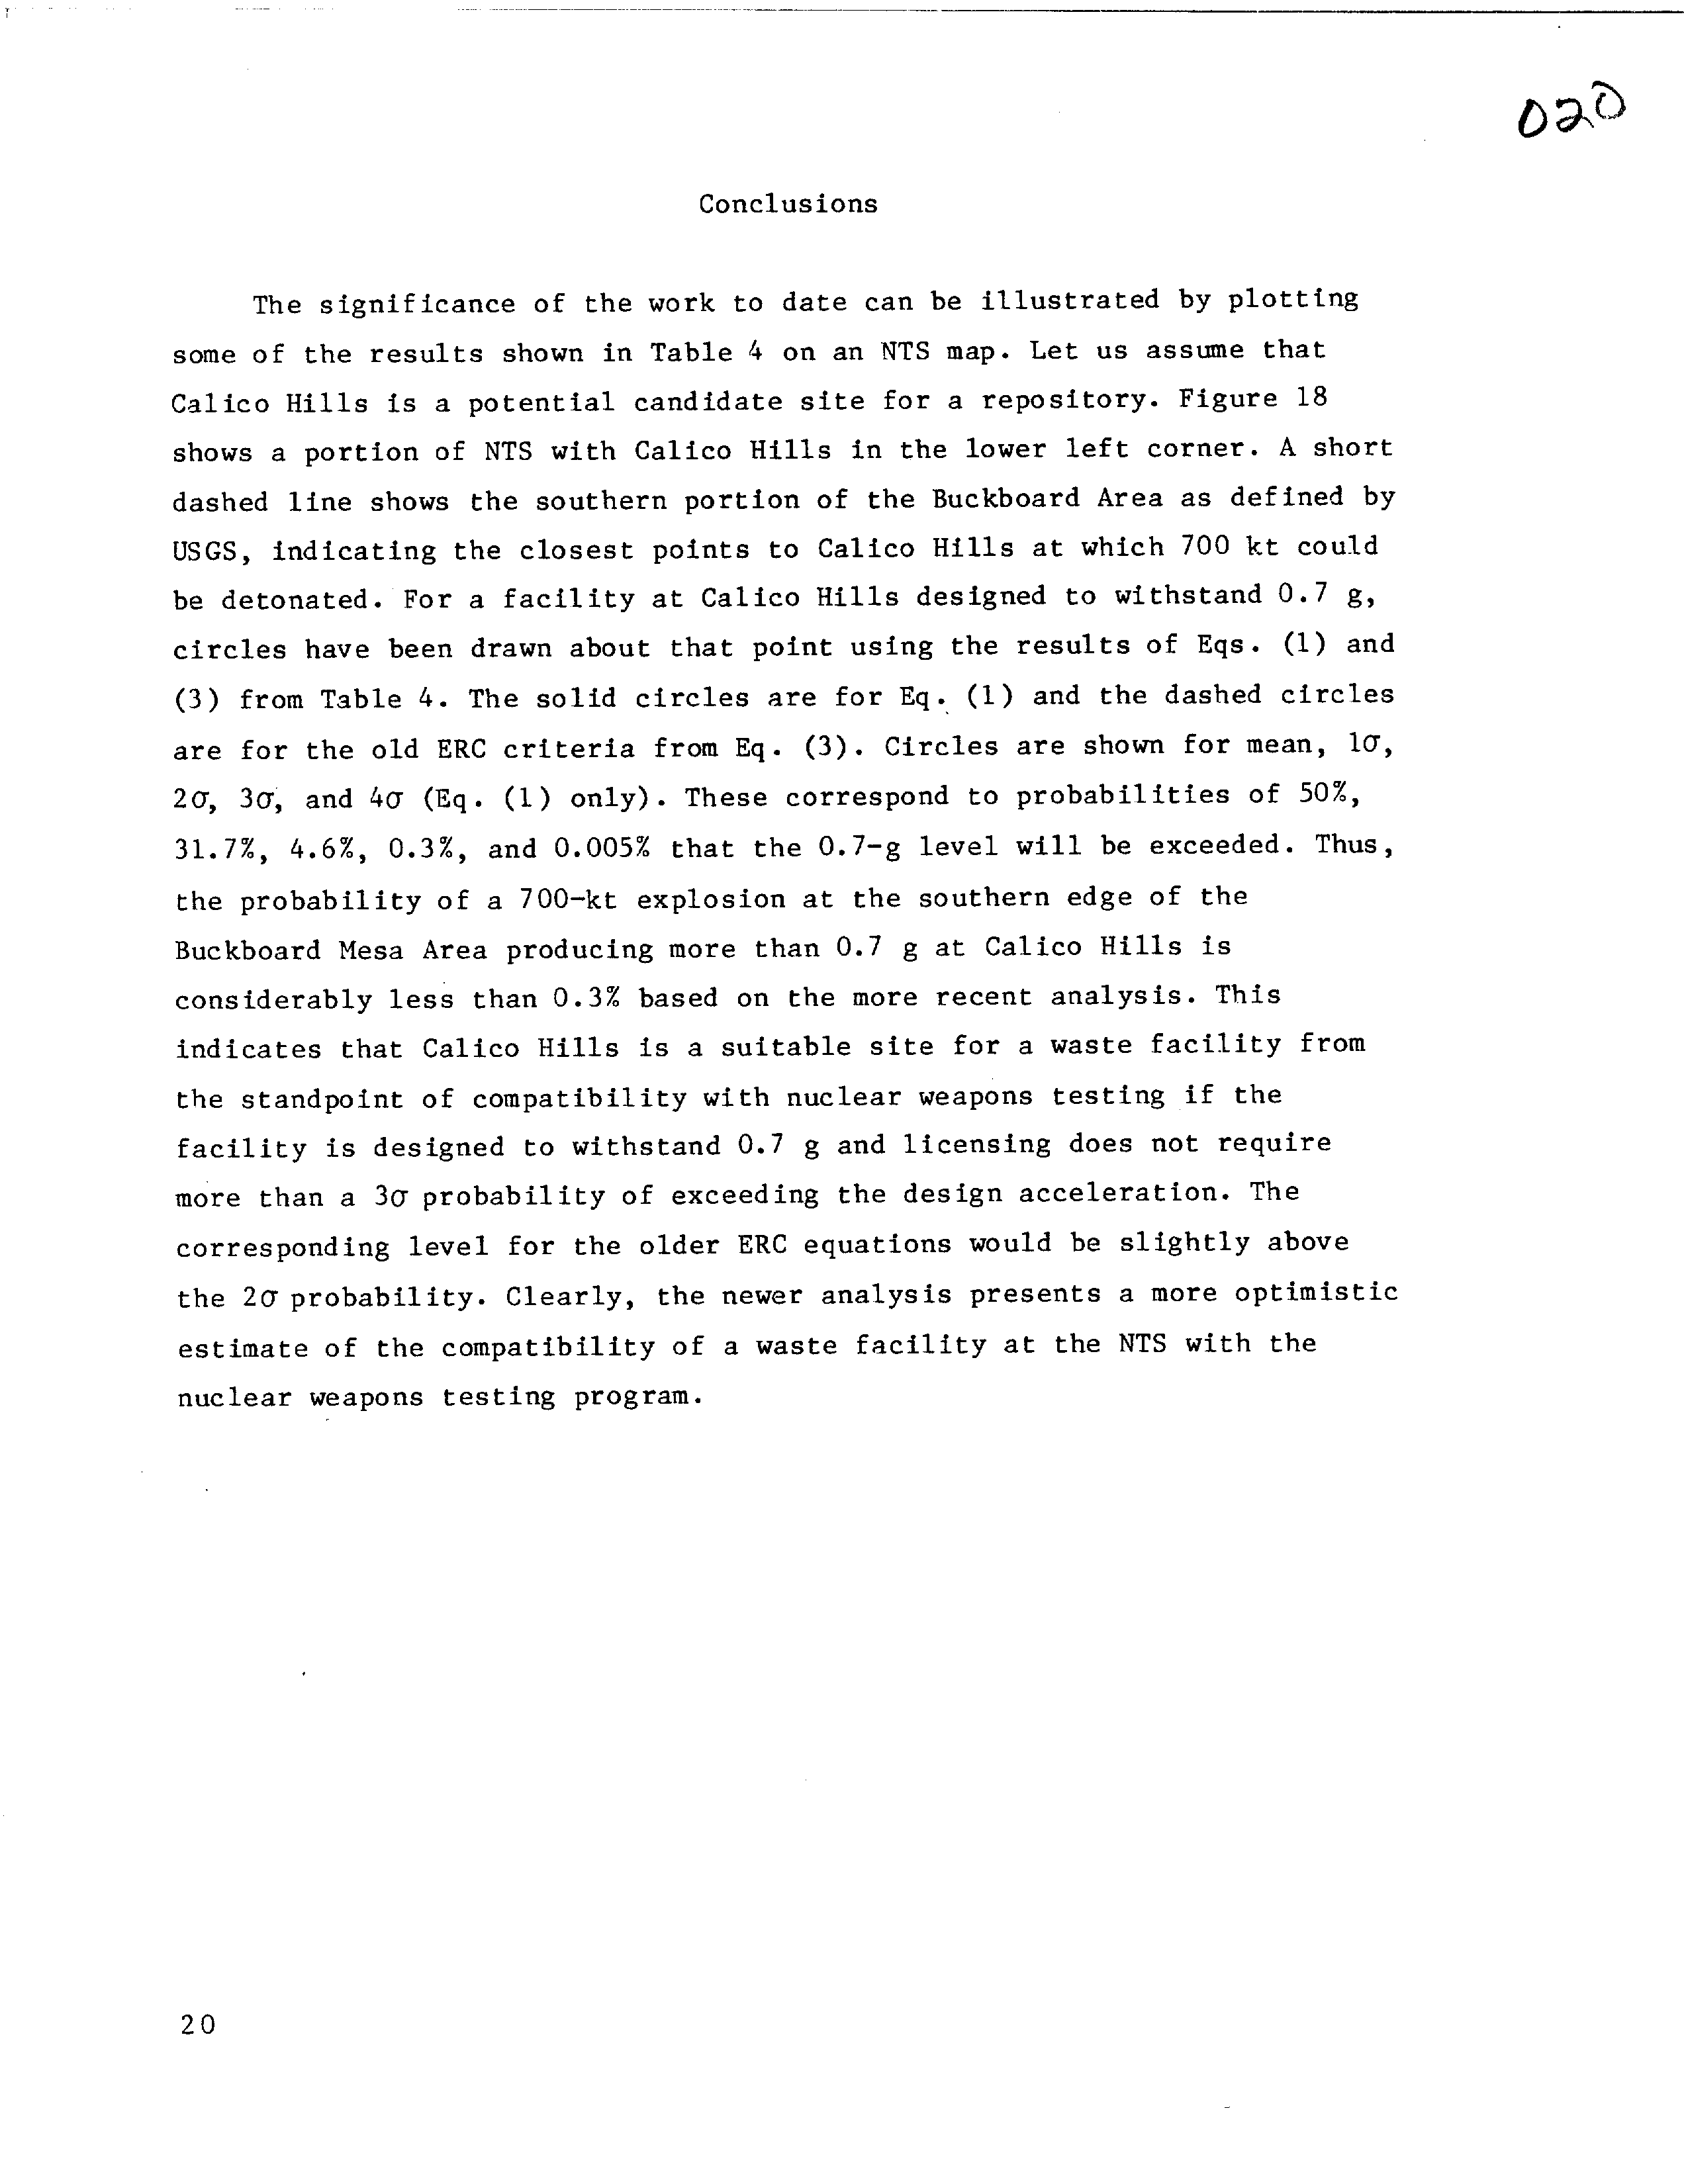 020
Conclusions
The significance of the work to date can be illustrated by plotting
some of the results shown in Table 4 on an NTS map. Let us assume that
Calico Hills is a potential candidate site for a repository. Figure 18
shows a portion of NTS with Calico Hills in the lower left corner. A short
dashed line shows the southern portion of the Buckboard Area as defined by
USGS, indicating the closest points to Calico Hills at which 700 kt could
be detonated. For a facility at Calico Hills designed to withstand 0.7 g,
circles have been drawn about that point using the results of Eqs. (1) and
(3) from Table 4. The solid circles are for Eq. (1) and the dashed circles
are for the old ERC criteria from Eq. (3). Circles are shown for mean, 1σ,
2σ, 3σ, and 4σ (Eq. (1) only). These correspond to probabilities of 50%,
31.7%, 4.6%, 0.3%, and 0.005% that the 0.7-g level will be exceeded. Thus,
the probability of a 700-kt explosion at the southern edge of the
Buckboard Mesa Area producing more than 0.7 g at Calico Hills is
considerably less than 0.3% based on the more recent analysis. This
indicates that Calico Hills is a suitable site for a waste facility from
the standpoint of compatibility with nuclear weapons testing if the
facility is designed to withstand 0.7 g and licensing does not require
more than a 3σ probability of exceeding the design acceleration. The
corresponding level for the older ERC equations would be slightly above
the 2σ probability. Clearly, the newer analysis presents a more optimistic
estimate of the compatibility of a waste facility at the NTS with the
nuclear weapons testing program.
20